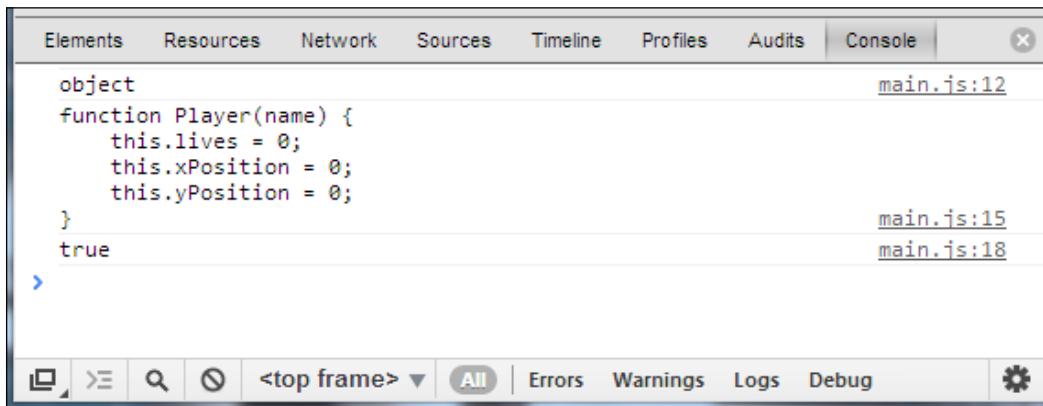 Elements Resources Network Sources Timeline Profiles Audits Console
object main.js:12
function Player(name) {
    this.lives = 0;
    this.xPosition = 0;
    this.yPosition = 0;
} main.js:15
true main.js:18
>
<top frame> ▼ All Errors Warnings Logs Debug